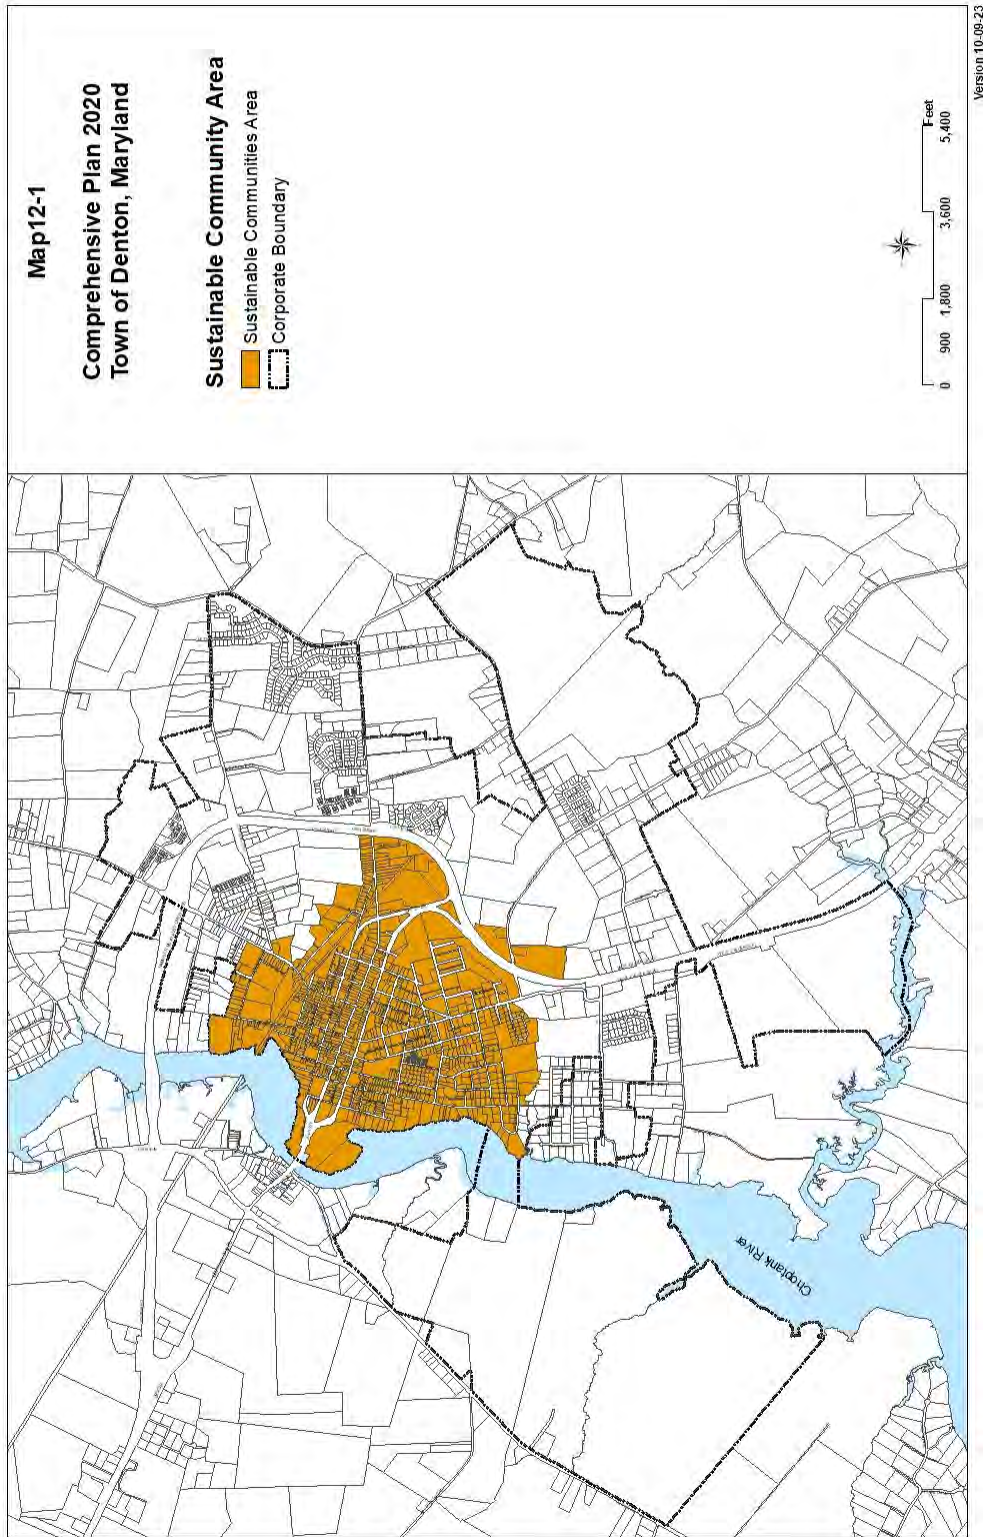 Map12-1
Comprehensive Plan 2020
Town of Denton, Maryland
Sustainable Community Area
Sustainable Communities Area
Corporate Boundary
Choptank River
Feet
0 900 1,800 3,600 5,400
Version 10-09-23